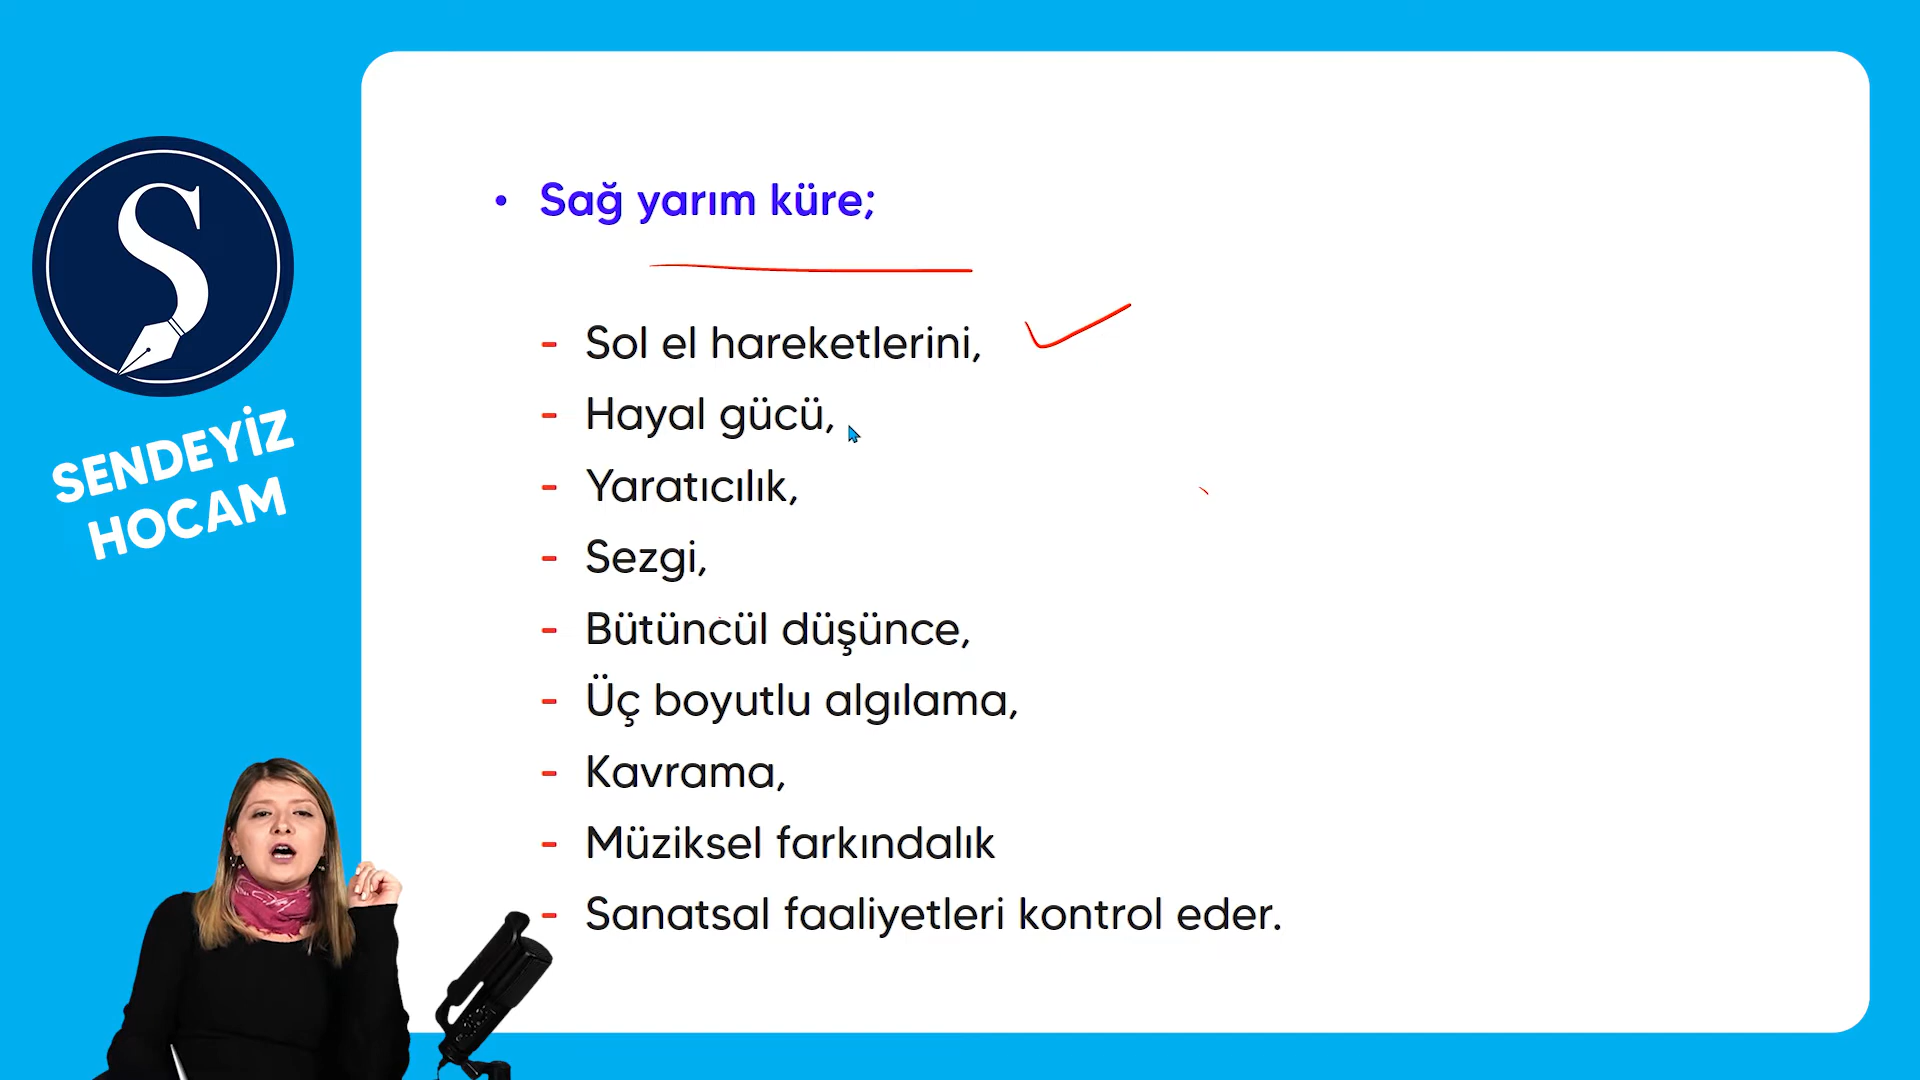 S
SENDEYİZ
HOCAM
• Sağ yarım küre;
- Sol el hareketlerini,
- Hayal gücü,
- Yaratıcılık,
- Sezgi,
- Bütüncül düşünce,
- Üç boyutlu algılama,
- Kavrama,
- Müziksel farkındalık
- Sanatsal faaliyetleri kontrol eder.